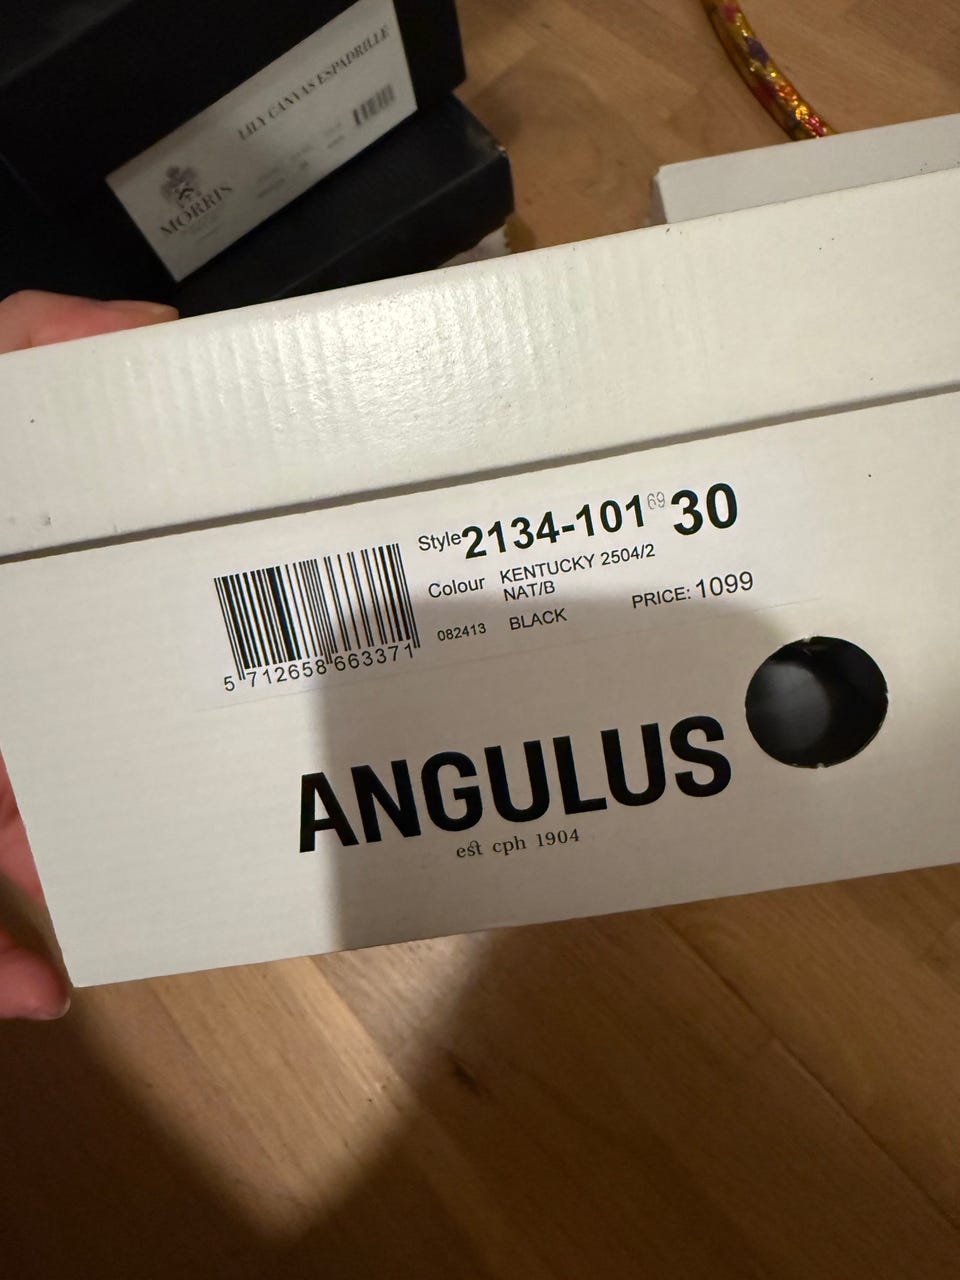 LILY CANVAS ESPADRILLE
MORRIS
Style 2134-101 69 30
Colour KENTUCKY 2504/2
NAT/B
082413 BLACK PRICE: 1099
5 712658 663371
ANGULUS
est cph 1904